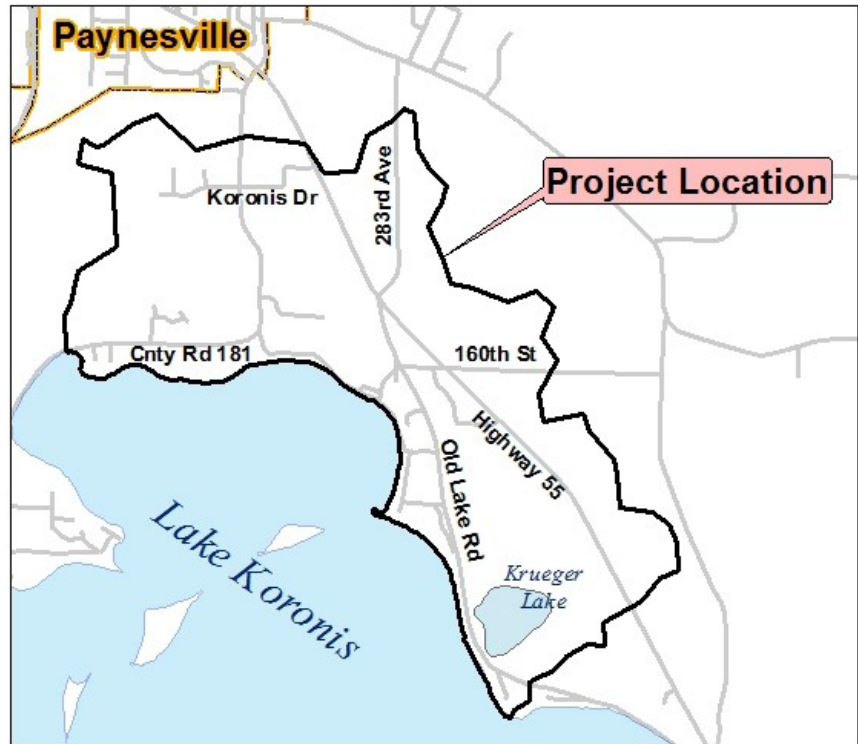 Paynesville
283rd Ave
Project Location
Koronis Dr
Cnty Rd 181
160th St
Highway 55
Old Lake Rd
Lake Koronis
Krueger
Lake